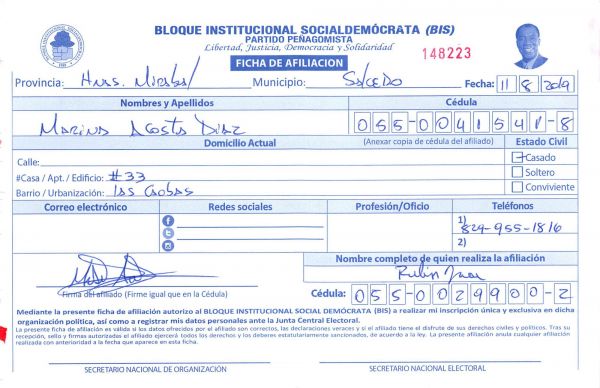 BLOQUE INSTITUCIONAL SOCIALDEMÓCRATA (BIS)
PARTIDO PEÑAGOMISTA
Libertad, Justicia, Democracia y Solidaridad
FICHA DE AFILIACION
148223
Provincia: Hnas. Mirabal Municipio: Salcedo Fecha: 11/8/2019
Nombres y Apellidos Cédula
Marina Acosta Diaz 055-0041541-8
Domicilio Actual (Anexar copia de cédula del afiliado) Estado Civil
Calle: Casado
#Casa / Apt. / Edificio: #33 Soltero
Barrio / Urbanización: Las Caobas Conviviente
Correo electrónico Redes sociales Profesión/Oficio Teléfonos
1) 829-955-1816
2)
Nombre completo de quien realiza la afiliación
Rubin
Firma del afiliado (Firme igual que en la Cédula) Cédula: 055-0029900-2
Mediante la presente ficha de afiliación autorizo al BLOQUE INSTITUCIONAL SOCIAL DEMÓCRATA (BIS) a realizar mi inscripción única y exclusiva en dicha
organización política, así como a registrar mis datos personales ante la Junta Central Electoral.
La presente ficha de afiliación es válida si los datos ofrecidos por el afiliado son correctos, las declaraciones veraces y si el afiliado tiene el disfrute de sus derechos civiles y políticos. Tras su
recepción, sello y firmas autorizadas el afiliado ejercerá todos los derechos y los deberes estatutariamente sancionados, de acuerdo a la ley. La presente afiliación anula cualquier afiliación
realizada con anterioridad a la fecha que aparece en esta ficha.
SECRETARIO NACIONAL DE ORGANIZACIÓN SECRETARIO NACIONAL ELECTORAL